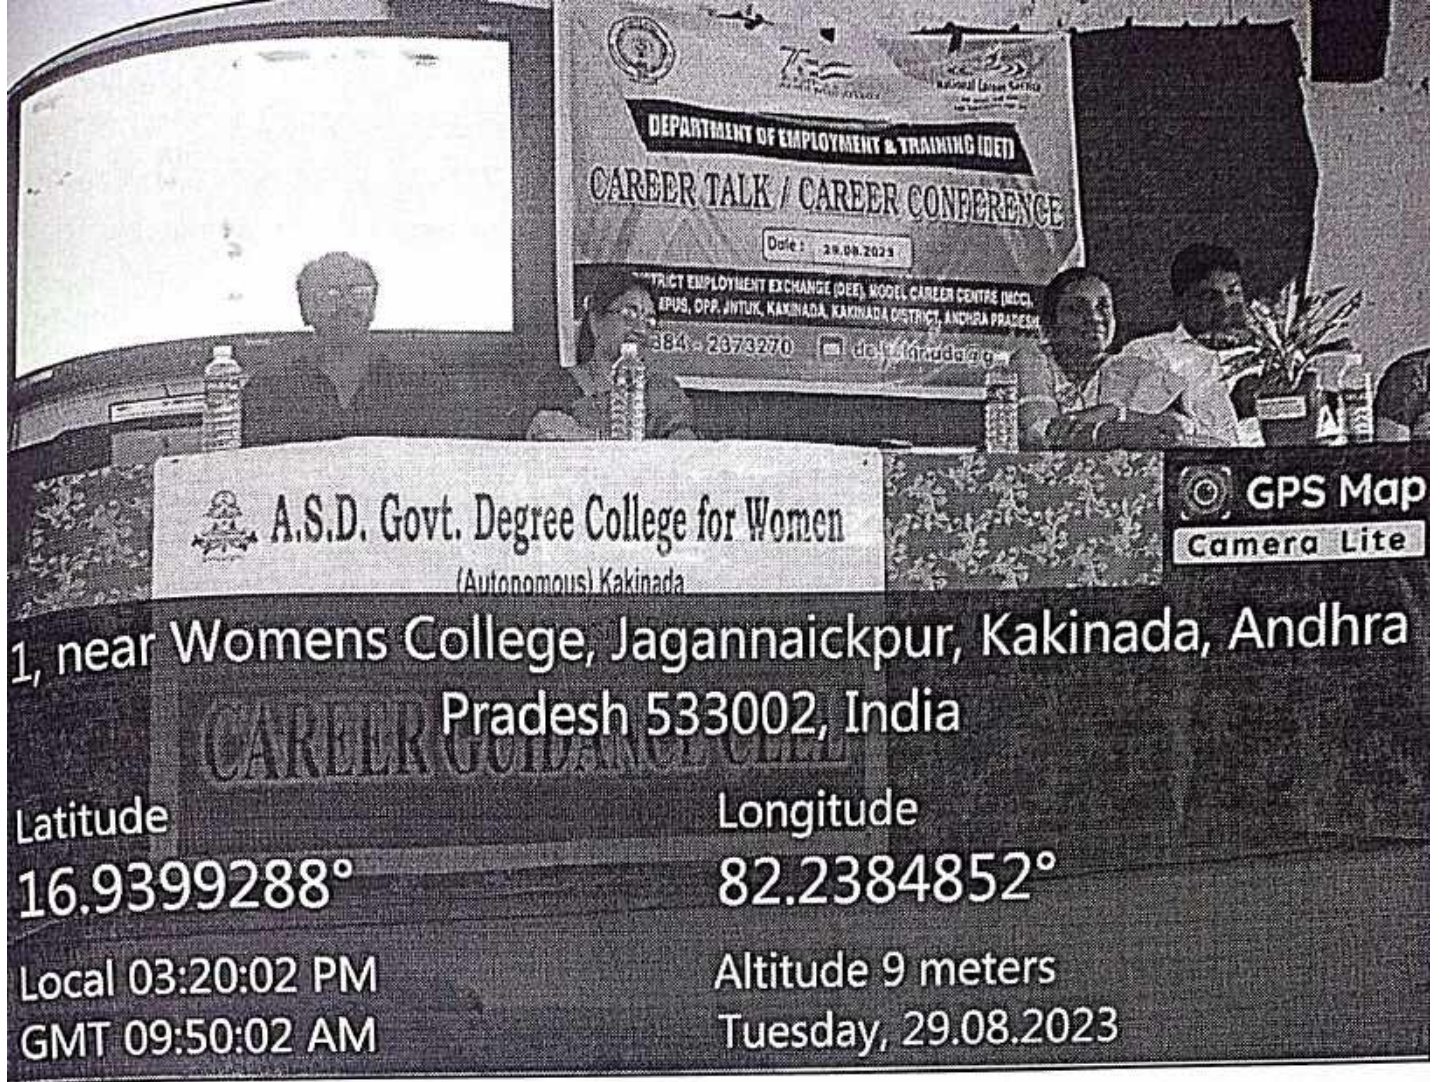 National Career Service
DEPARTMENT OF EMPLOYMENT & TRAINING (DET)
CAREER TALK / CAREER CONFERENCE
Date : 29.08.2023
DISTRICT EMPLOYMENT EXCHANGE (DEE), MODEL CAREER CENTRE (MCC),
OPP. JNTUK, KAKINADA, KAKINADA DISTRICT, ANDHRA PRADESH
384 - 2373270
A.S.D. Govt. Degree College for Women
(Autonomous) Kakinada
GPS Map
Camera Lite
1, near Womens College, Jagannaickpur, Kakinada, Andhra
Pradesh 533002, India
CAREER GUIDANCE CELL
Latitude
16.9399288°
Longitude
82.2384852°
Local 03:20:02 PM
GMT 09:50:02 AM
Altitude 9 meters
Tuesday, 29.08.2023